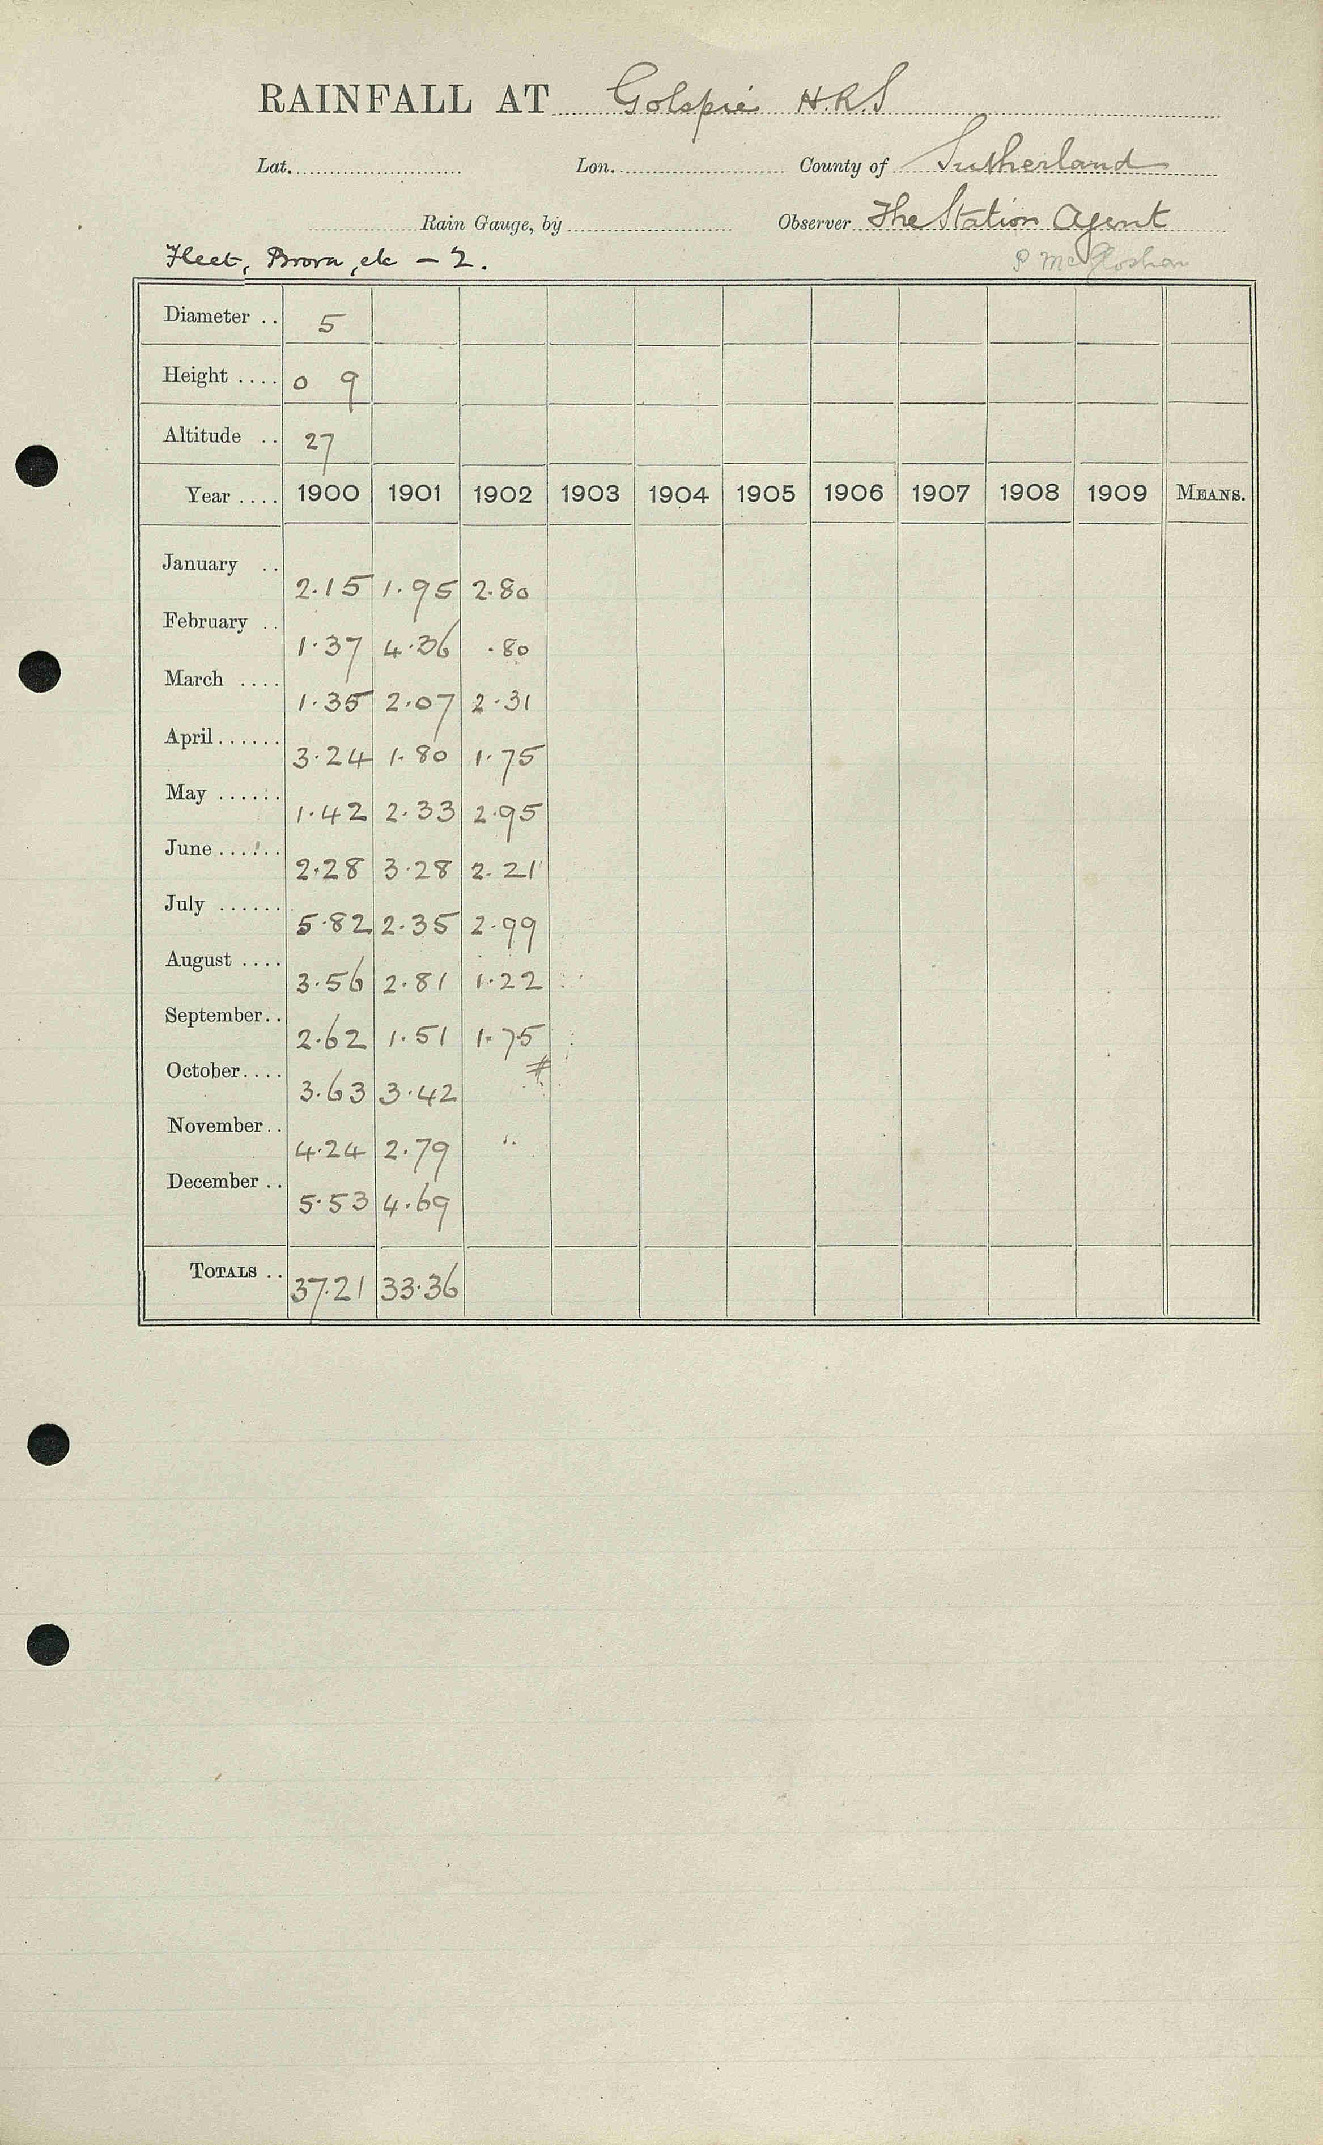 RAINFALL AT Golspie H.R.S
Lat. Lon. County of Sutherland
Rain Gauge, by Observer The Station Agent
Fleet, Brora, etc - 2.
Diameter .. 5
Height .... 0 9
Altitude .. 27
Year .... 1900 1901 1902 1903 1904 1905 1906 1907 1908 1909 MEANS.
January .. 2.15 1.95 2.80
February .. 1.37 4.36 .80
March .... 1.35 2.07 2.31
April...... 3.24 1.80 1.75
May ...... 1.42 2.33 2.95
June...... 2.28 3.28 2.21
July ...... 5.82 2.35 2.99
August .... 3.56 2.81 1.22
September.. 2.62 1.51 1.75
October.... 3.63 3.42 #
November.. 4.24 2.79
December .. 5.53 4.69
TOTALS .. 37.21 33.36